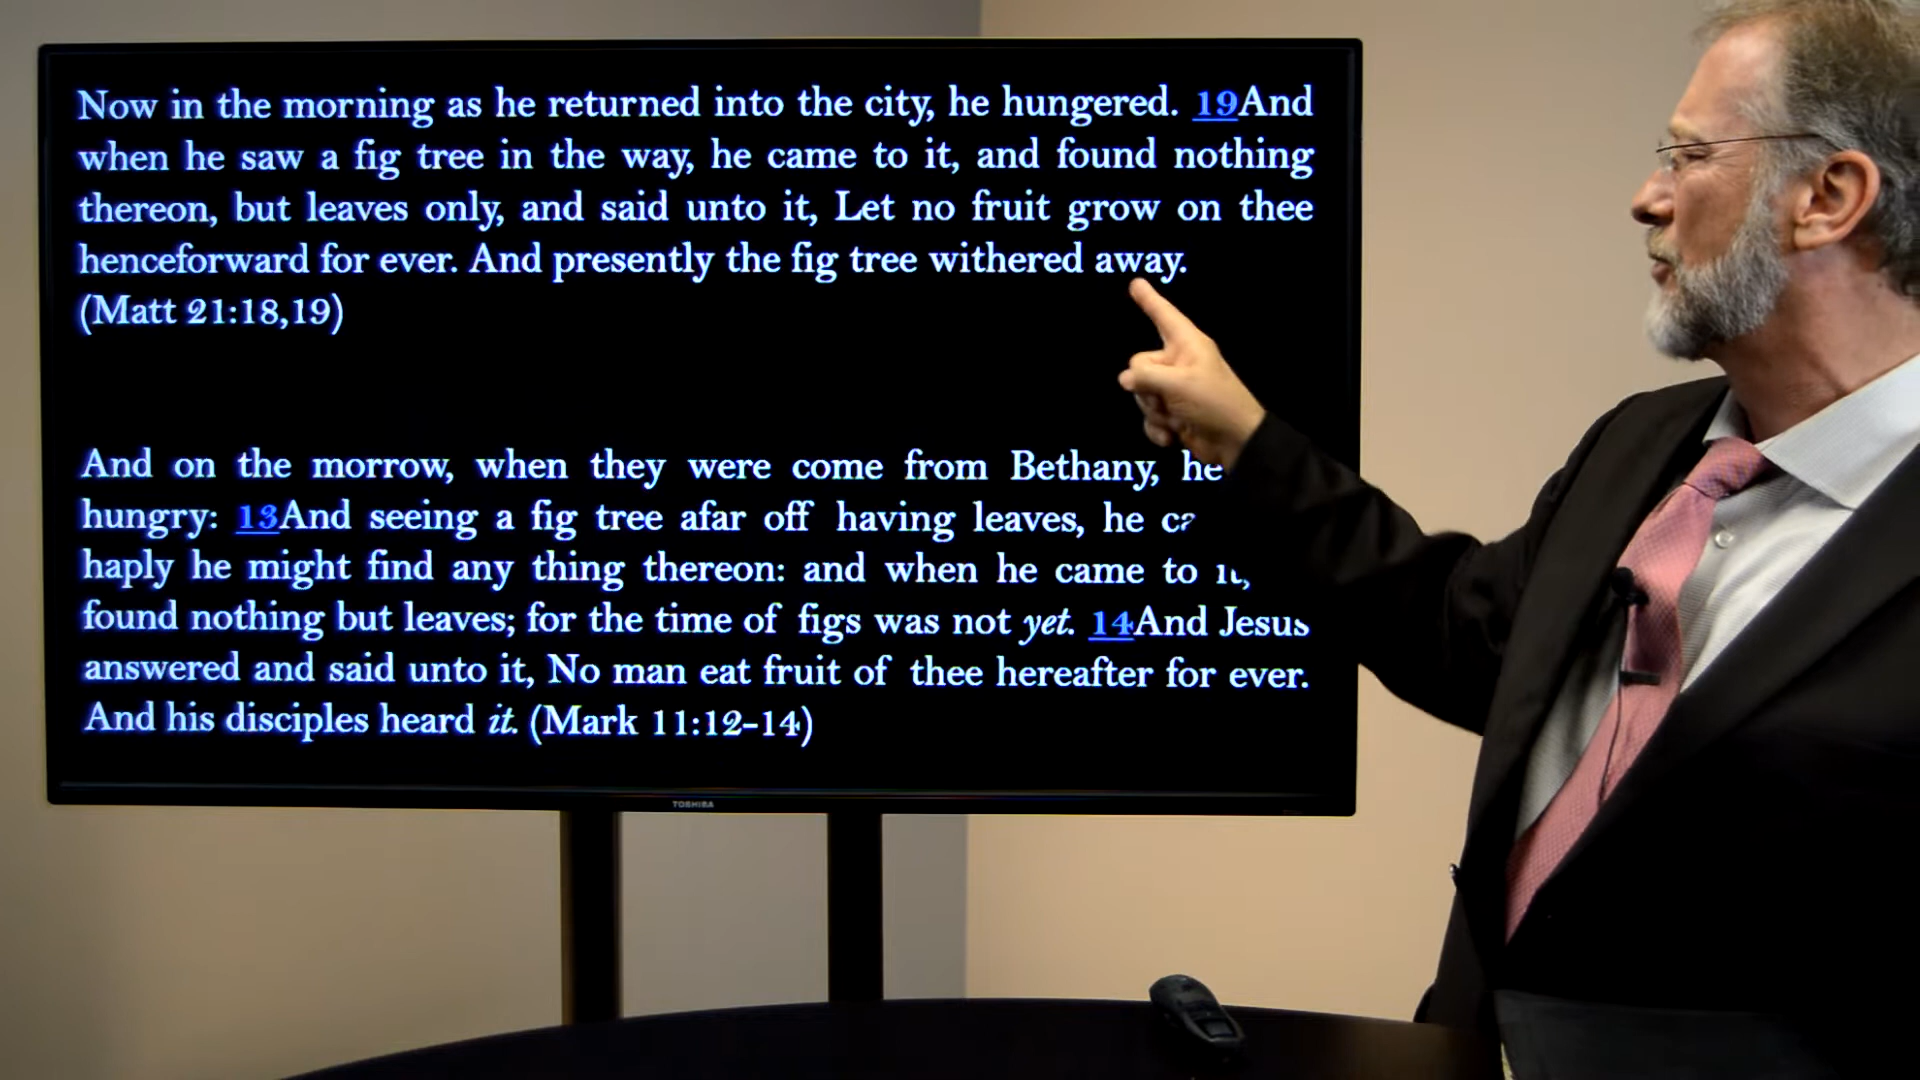 Now in the morning as he returned into the city, he hungered. 19And
when he saw a fig tree in the way, he came to it, and found nothing
thereon, but leaves only, and said unto it, Let no fruit grow on thee
henceforward for ever. And presently the fig tree withered away.
(Matt 21:18,19)
And on the morrow, when they were come from Bethany, he
hungry: 13And seeing a fig tree afar off having leaves, he
haply he might find any thing thereon: and when he came to it,
found nothing but leaves; for the time of figs was not yet. 14And Jesus
answered and said unto it, No man eat fruit of thee hereafter for ever.
And his disciples heard it. (Mark 11:12-14)
TOSHIBA